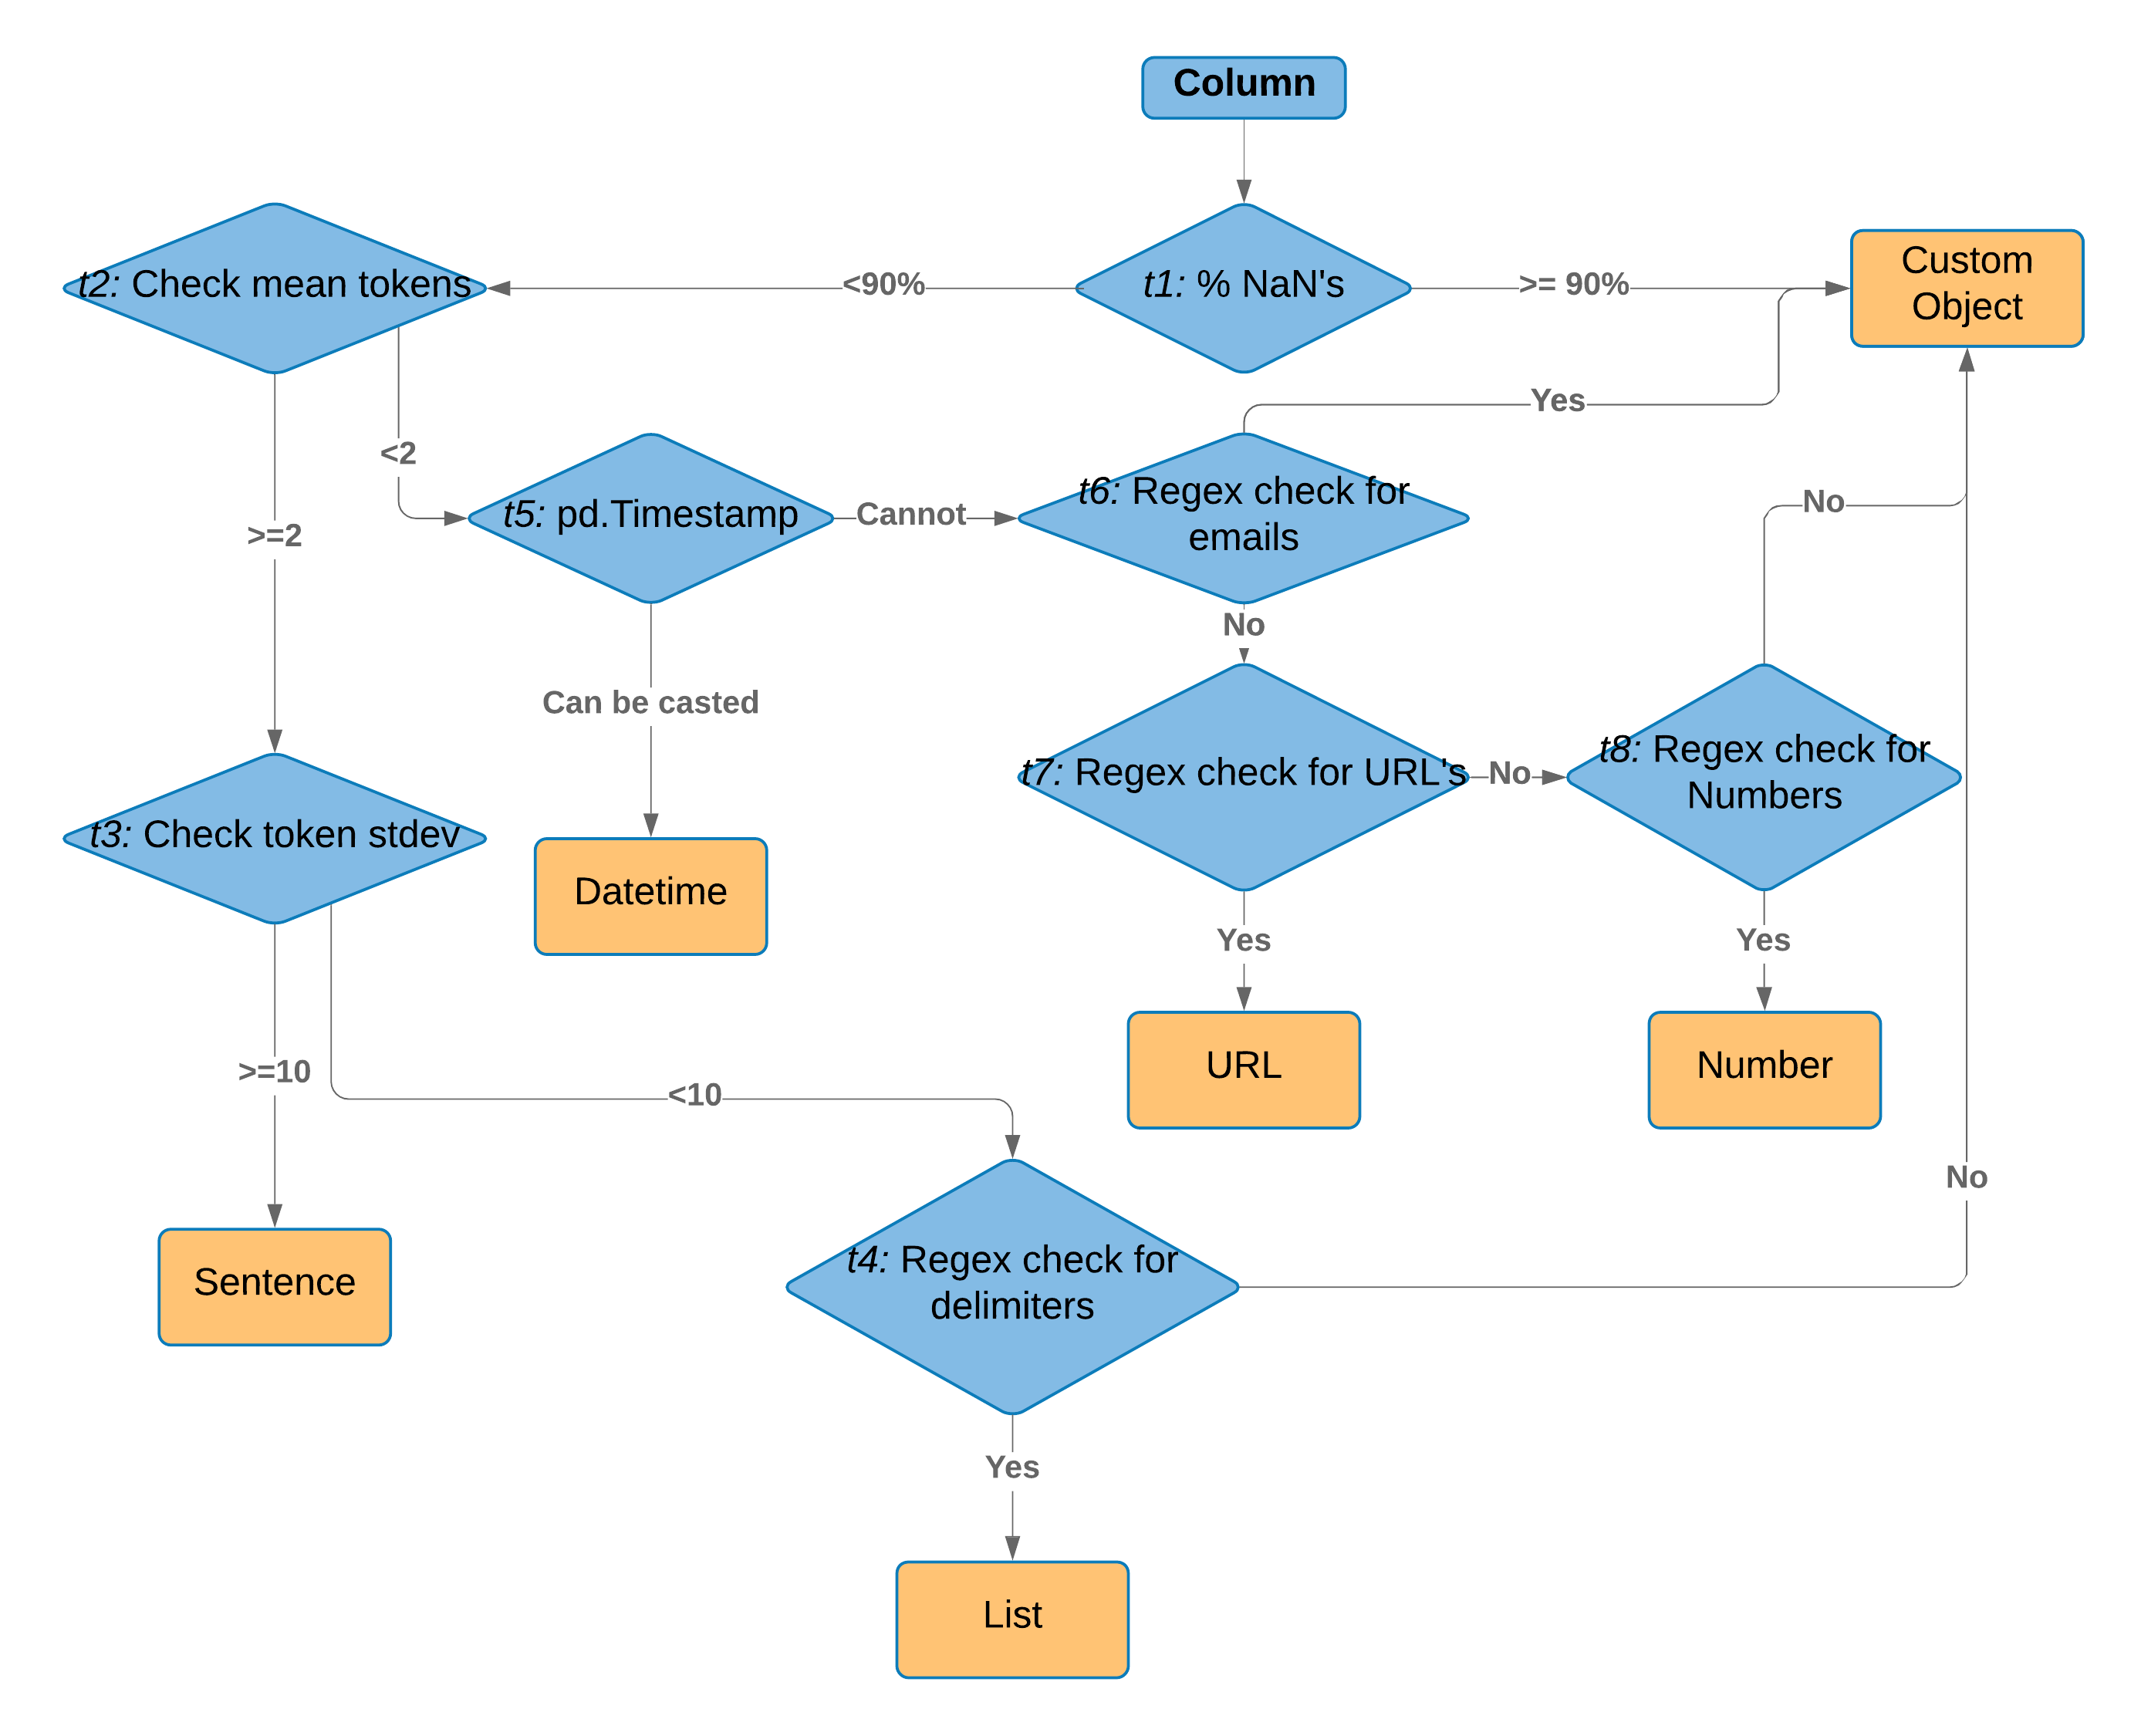 Column
t2: Check mean tokens
<90%
t1: % NaN's
>= 90%
Custom
Object
Yes
<2
t5: pd.Timestamp
Cannot
t6: Regex check for
emails
No
>=2
No
Can be casted
t3: Check token stdev
t7: Regex check for URL's
No
t8: Regex check for
Numbers
Datetime
Yes
Yes
>=10
<10
URL
Number
No
Sentence
t4: Regex check for
delimiters
Yes
List